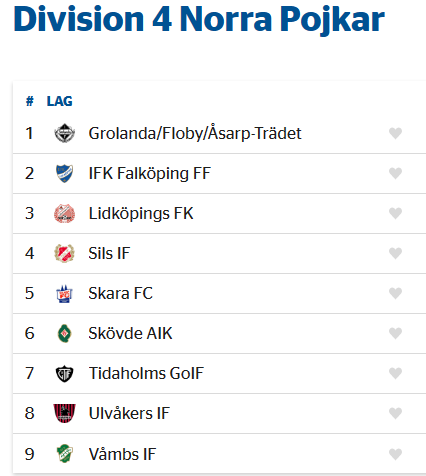 Division 4 Norra Pojkar
# LAG
1 Grolanda/Floby/Åsarp-Trädet
2 IFK Falköping FF
3 Lidköpings FK
4 Sils IF
5 Skara FC
6 Skövde AIK
7 Tidaholms GoIF
8 Ulvåkers IF
9 Våmbs IF